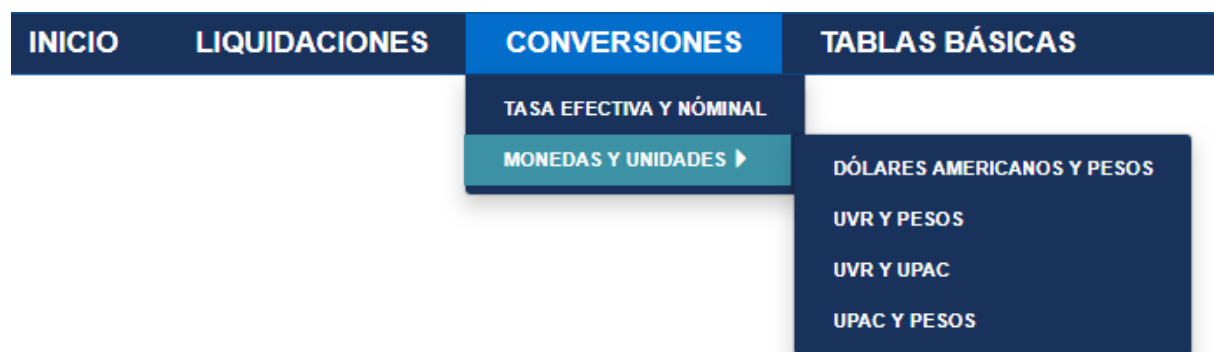 INICIO LIQUIDACIONES CONVERSIONES TABLAS BÁSICAS
TASA EFECTIVA Y NÓMINAL
MONEDAS Y UNIDADES
DÓLARES AMERICANOS Y PESOS
UVR Y PESOS
UVR Y UPAC
UPAC Y PESOS